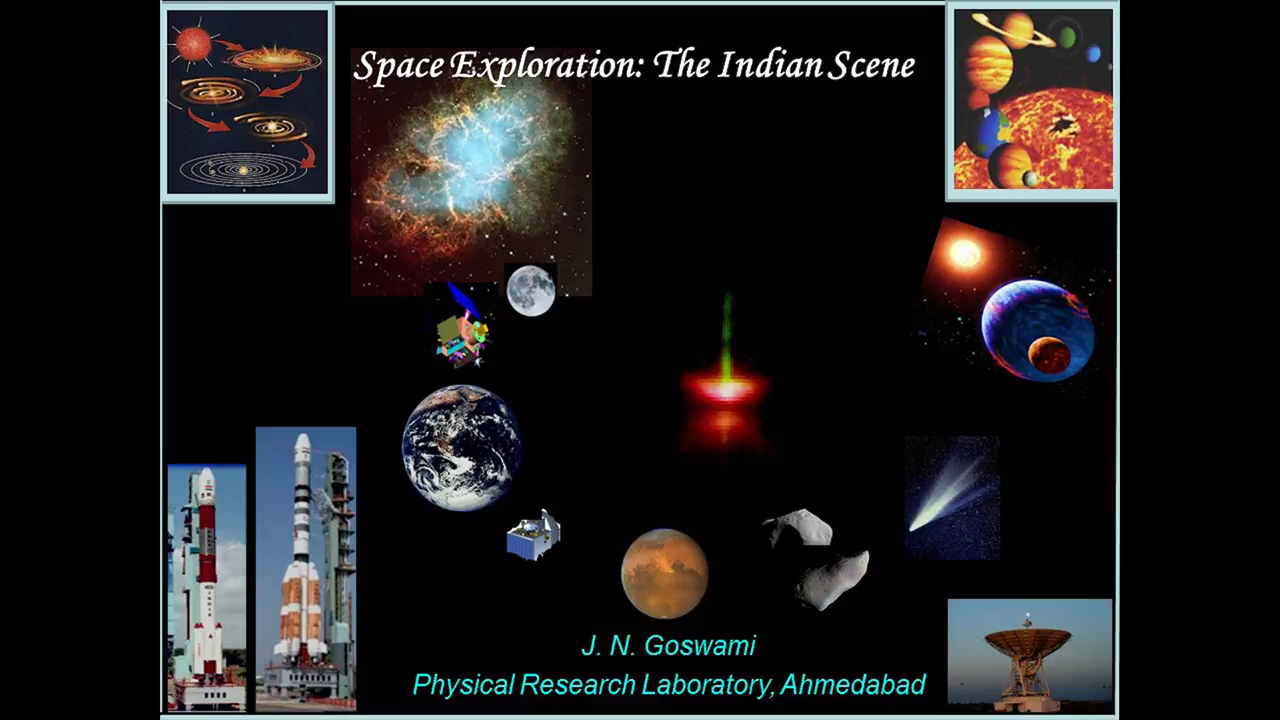 Space Exploration: The Indian Scene
J. N. Goswami
Physical Research Laboratory, Ahmedabad